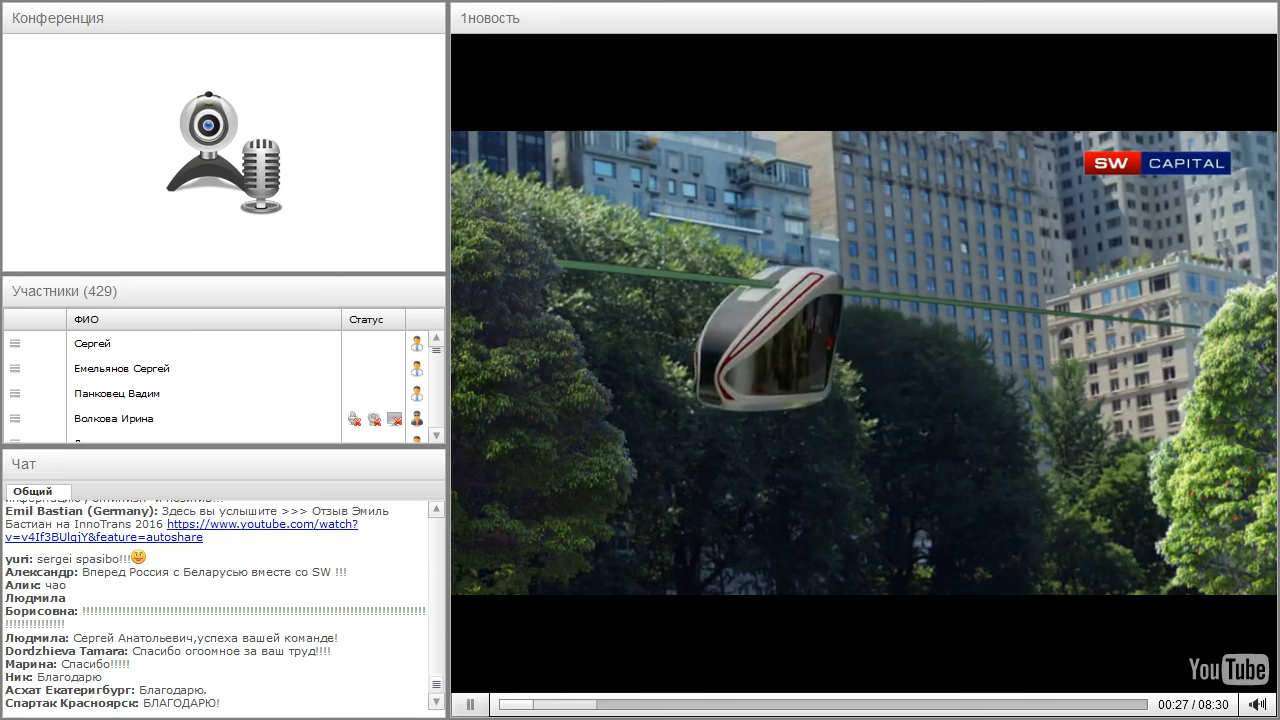 Конференция
1новость
SW CAPITAL
Участники (429)
ФИО Статус
Сергей
Емельянов Сергей
Панковец Вадим
Волкова Ирина
Чат
Общий
Emil Bastian (Germany): Здесь вы услышите >>> Отзыв Эмиль
Бастиан на InnoTrans 2016 https://www.youtube.com/watch?
v=v4If3BUlqjY&feature=autoshare
yuri: sergei spasibo!!!
Александр: Вперед Россия с Беларусью вместе со SW !!!
Алик: чао
Людмила
Борисовна: !!!!!!!!!!!!!!!!!!!!!!!!!!!!!!!!!!!!!!!!!!!!!!!!!!!!!!!!!!!!!!!!!!!!!!!!!!!!!!!!!!!!!!
!!!!!!!!!!!!!!!
Людмила: Сергей Анатольевич,успеха вашей команде!
Dordzhieva Tamara: Спасибо огоомное за ваш труд!!!!
Марина: Спасибо!!!!!
Ник: Благодарю
Асхат Екатеригбург: Благодарю.
Спартак Красноярск: БЛАГОДАРЮ!
YouTube
00:27 / 08:30